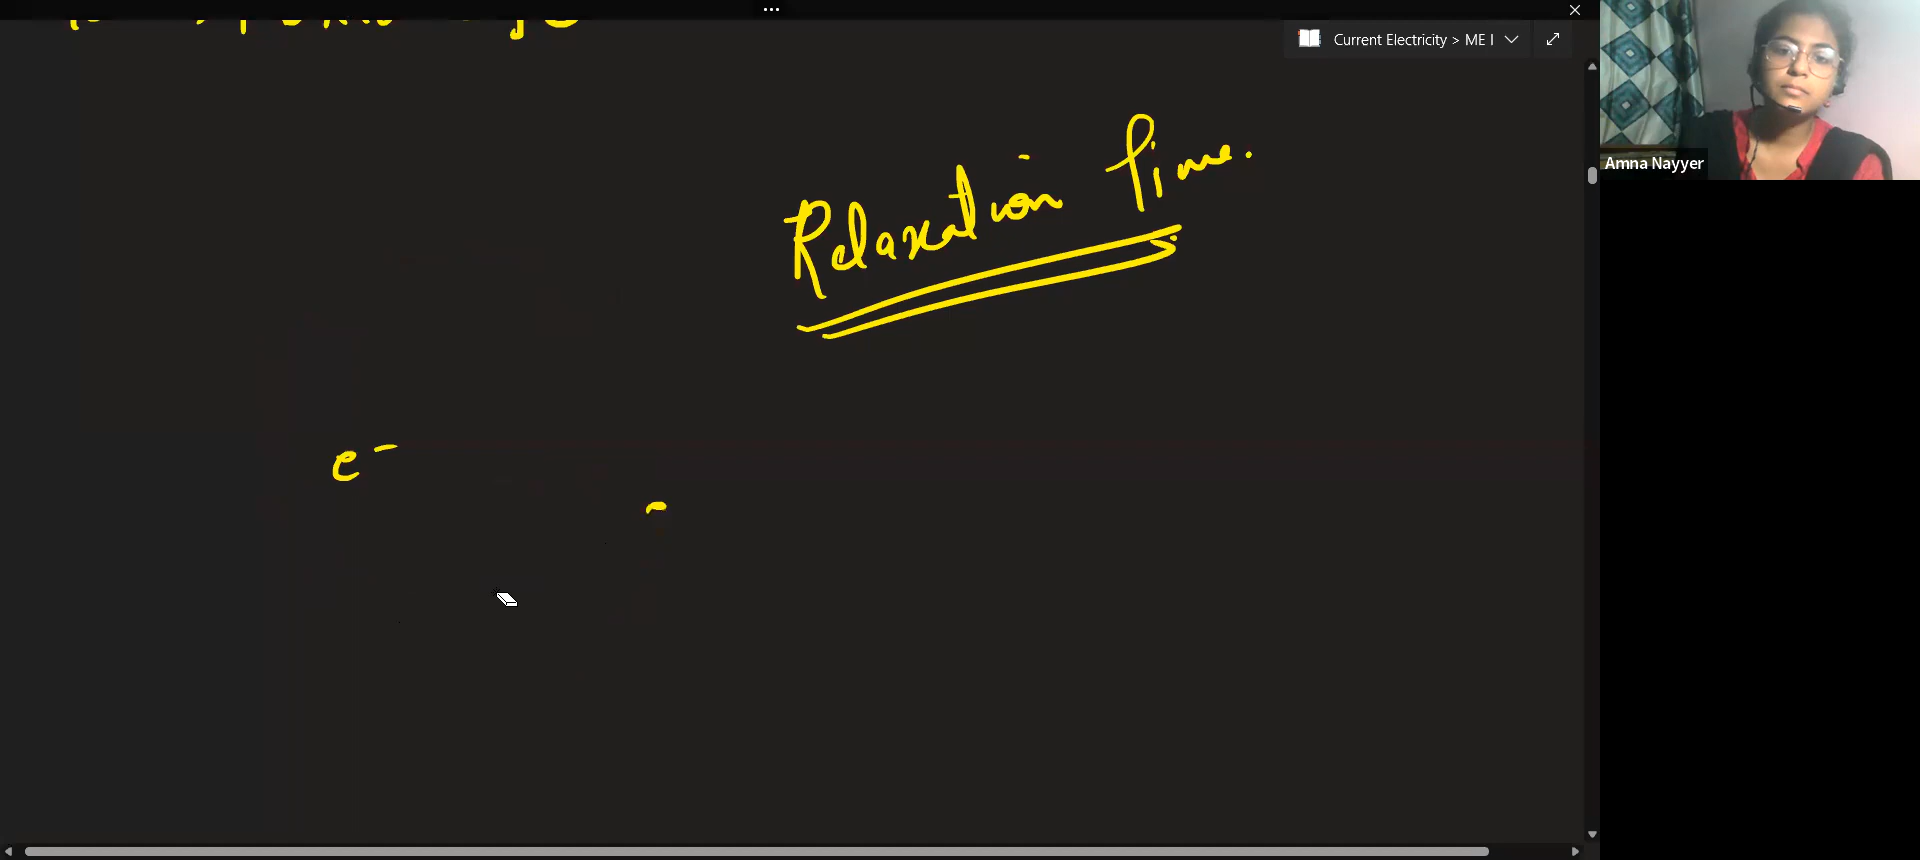 Current Electricity > ME I
Relaxation Time.
e⁻
-
Amna Nayyer